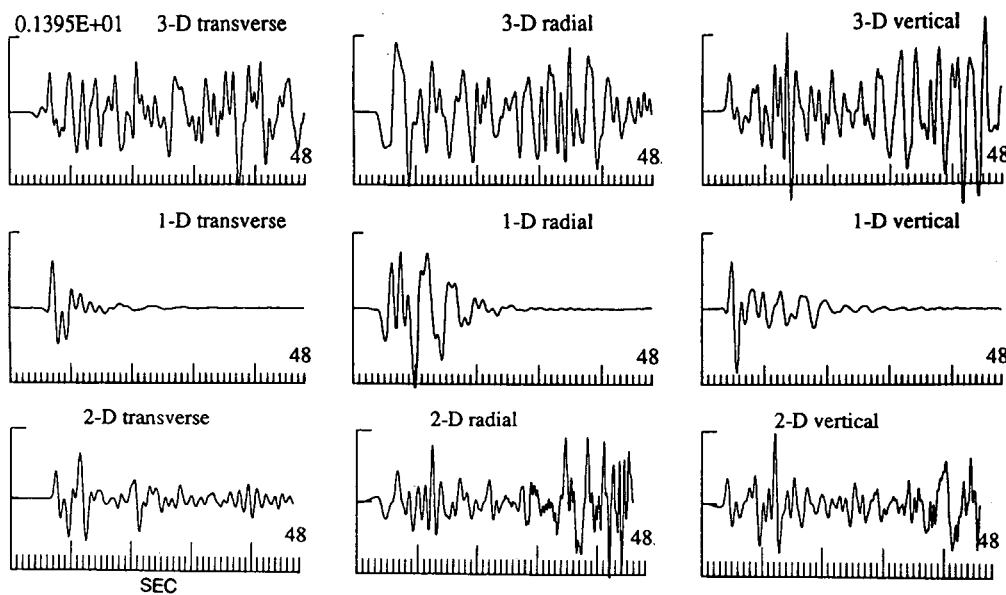 0.1395E+01 3-D transverse 3-D radial 3-D vertical
48 48. 48
1-D transverse 1-D radial 1-D vertical
48 48 48
2-D transverse 2-D radial 2-D vertical
48 48. 48
SEC